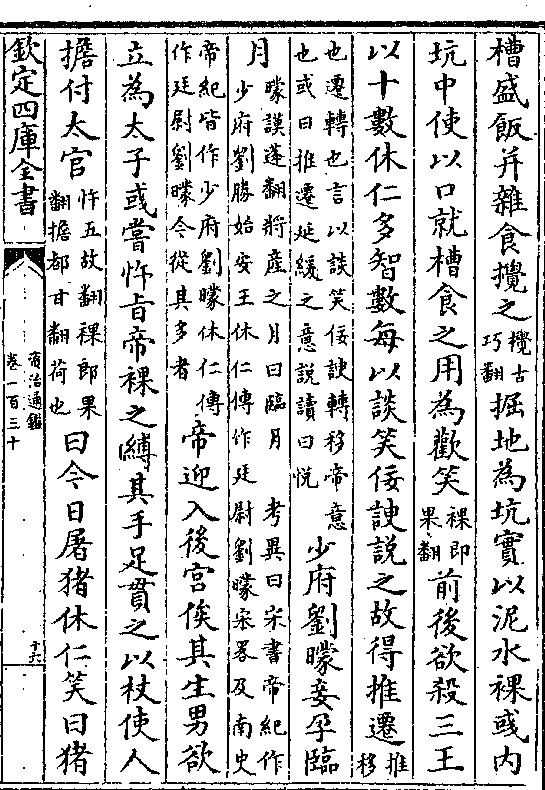 槽盛飯并雜食攪之攪古巧翻掘地為坑實以泥水裸彧内
坑中使以口就槽食之用為歡笑裸郎果翻前後欲殺三王
以十數休仁多智數每以談笑佞諛說之故得推遷推移
也遷轉也言以談笑佞諛轉移帝意也或曰推遷延緩之意說讀曰悅少府劉曚妾孕臨
月曚謨蓬翻將産之月曰臨月 考異曰宋書帝紀作少府劉勝始安王休仁傳作廷尉劉曚宋畧及南史
帝紀皆作少府劉曚休仁傳作廷尉劉曚今從其多者帝迎入後宫俟其生男欲
立為太子彧嘗忤旨帝裸之縛其手足貫之以杖使人
擔付太官忤五故翻裸郎果翻擔都甘翻荷也曰今日屠猪休仁笑曰猪
欽定四庫全書
資治通鑑
卷一百三十
十六